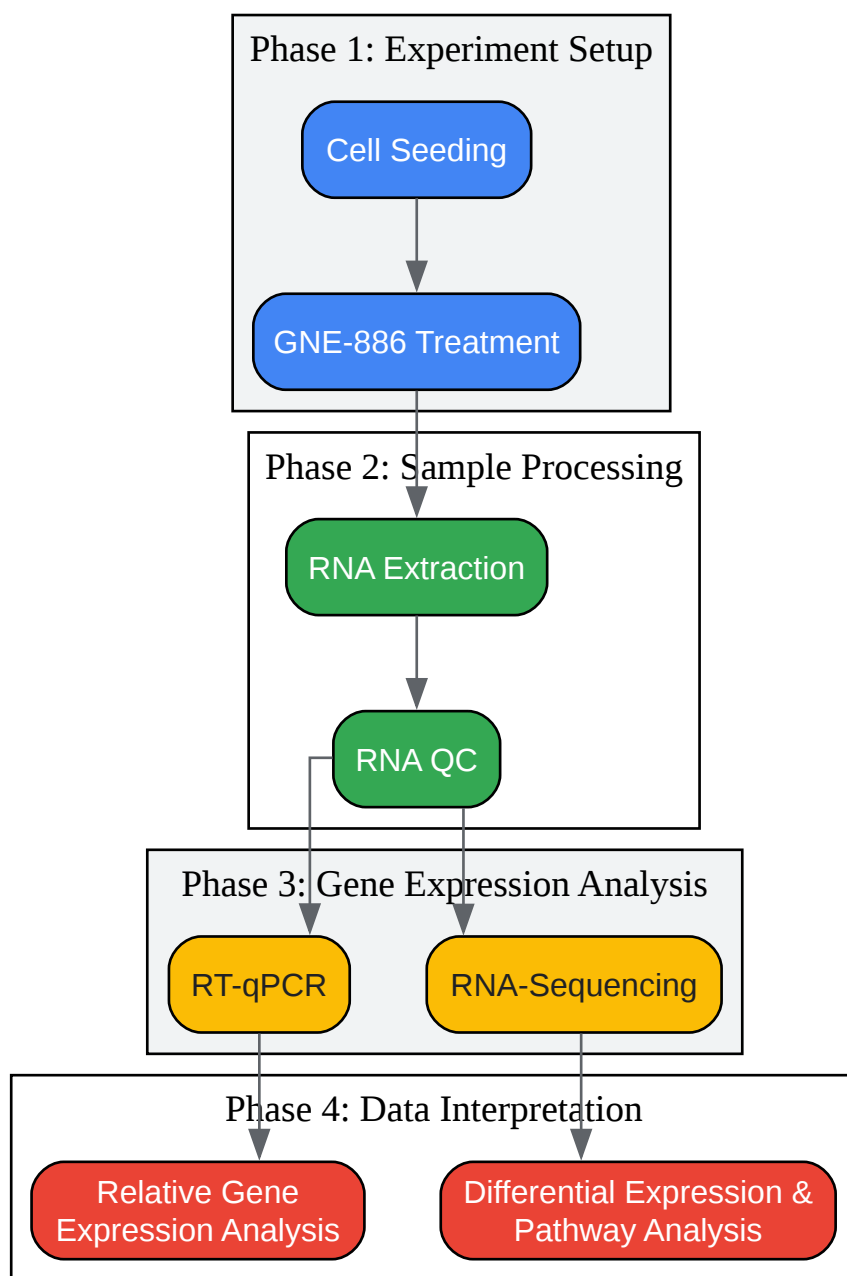 Phase 1: Experiment Setup
Cell Seeding
GNE-886 Treatment
Phase 2: Sample Processing
RNA Extraction
RNA QC
Phase 3: Gene Expression Analysis
RT-qPCR
RNA-Sequencing
Phase 4: Data Interpretation
Relative Gene
Expression Analysis
Differential Expression &
Pathway Analysis